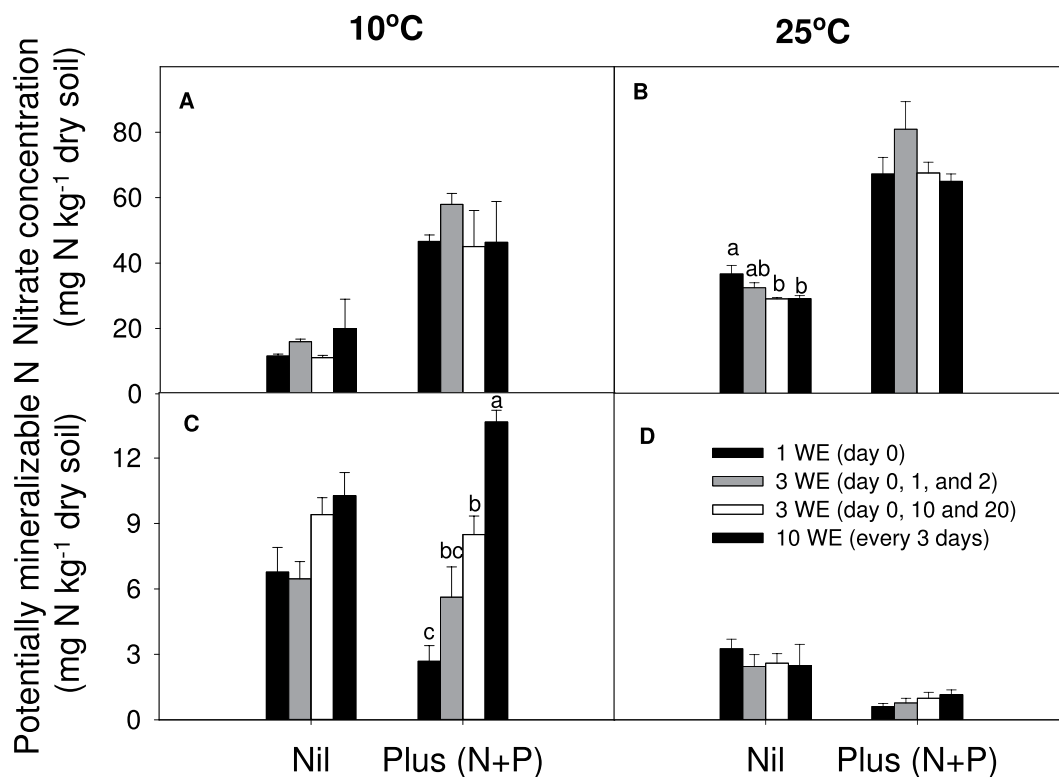 10ºC
25ºC
Nitrate concentration
(mg N kg⁻¹ dry soil)
A
80
60
40
20
0
B
a
ab
b
b
Potentially mineralizable N
(mg N kg⁻¹ dry soil)
C
12
9
6
3
0
c
bc
b
a
D
1 WE (day 0)
3 WE (day 0, 1, and 2)
3 WE (day 0, 10 and 20)
10 WE (every 3 days)
Nil
Plus (N+P)
Nil
Plus (N+P)